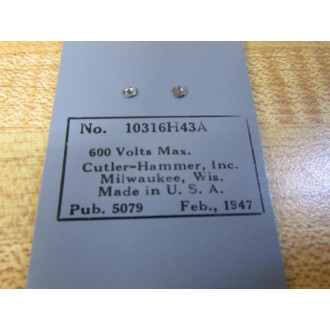 No. 10316H43A
600 Volts Max.
Cutler-Hammer, Inc.
Milwaukee, Wis.
Made in U. S. A.
Pub. 5079 Feb., 1947